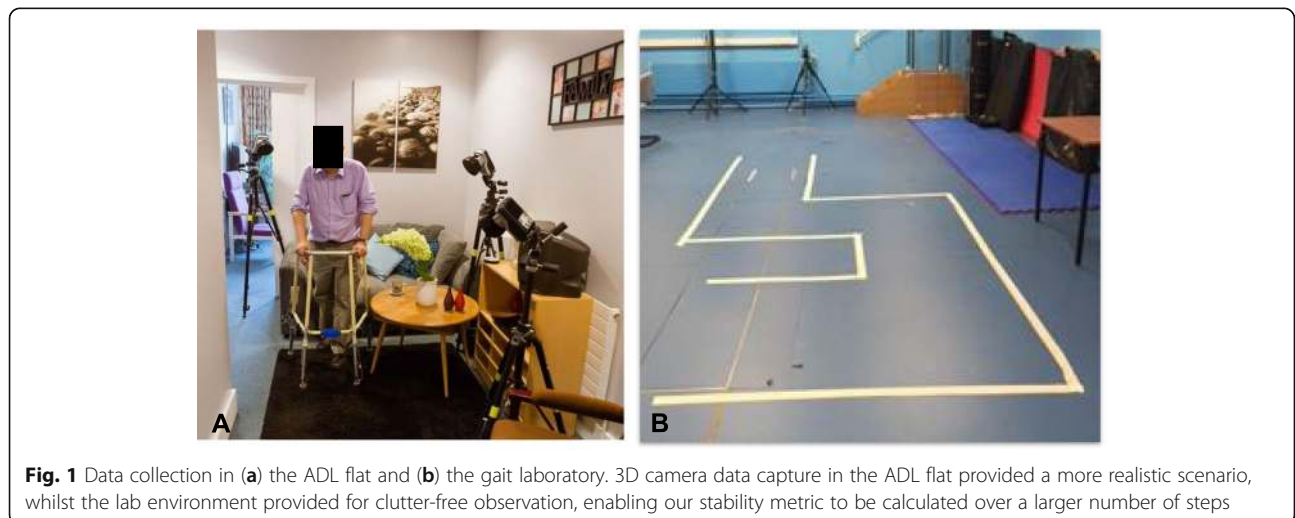 FAMILY
A
B
Fig. 1 Data collection in (a) the ADL flat and (b) the gait laboratory. 3D camera data capture in the ADL flat provided a more realistic scenario,
whilst the lab environment provided for clutter-free observation, enabling our stability metric to be calculated over a larger number of steps